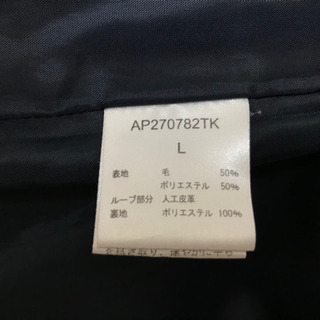 AP270782TK
L
表地 毛 50%
ポリエステル 50%
ループ部分 人工皮革
裏地 ポリエステル 100%